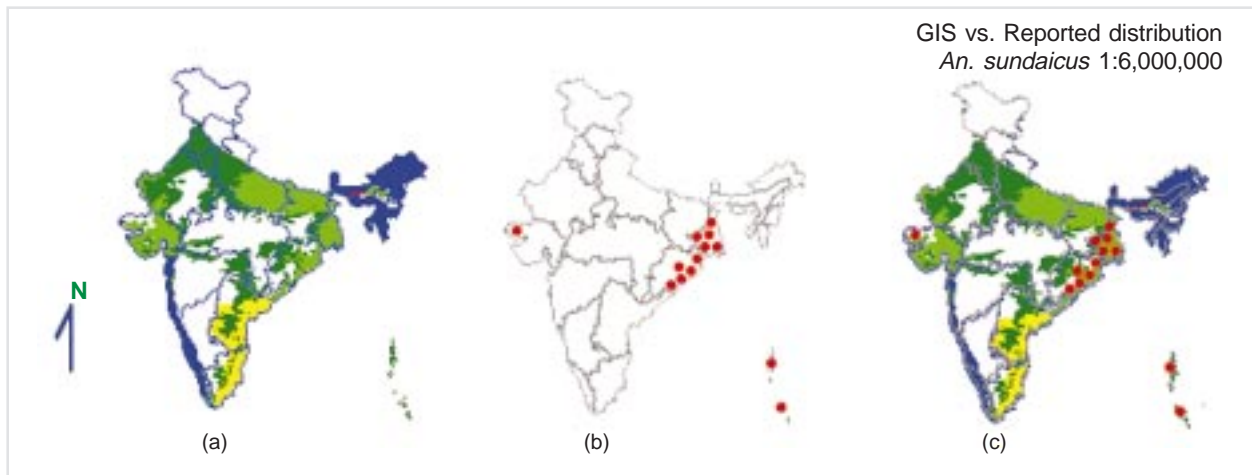 GIS vs. Reported distribution
An. sundaicus 1:6,000,000
N
(a)
(b)
(c)